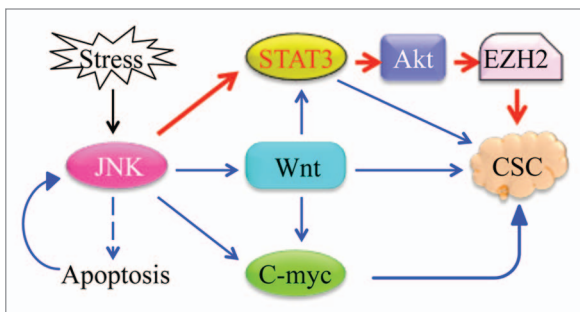 Stress
STAT3
Akt
EZH2
JNK
Wnt
CSC
Apoptosis
C-myc